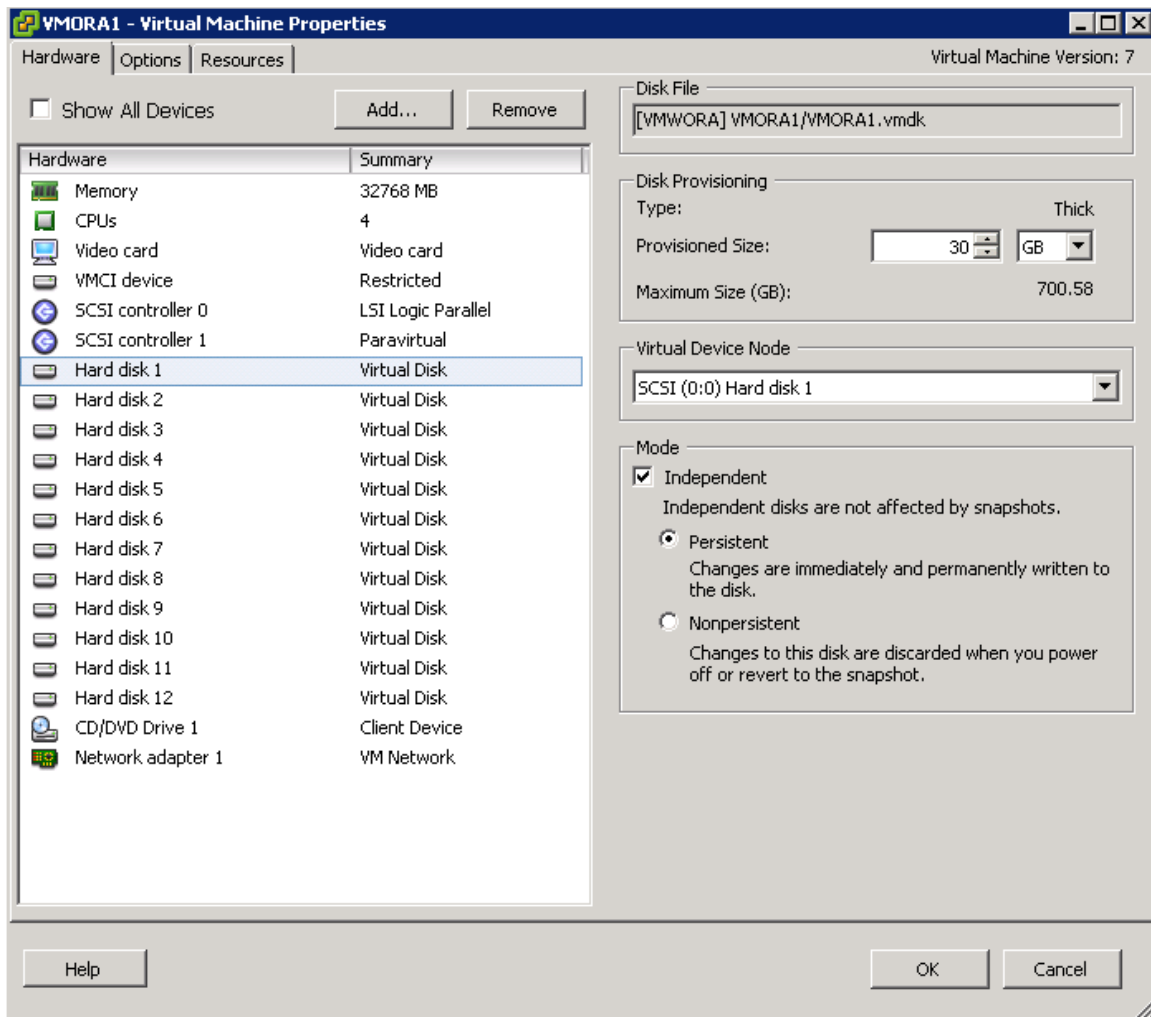 VMORA1 - Virtual Machine Properties
Hardware Options Resources Virtual Machine Version: 7
Show All Devices Add... Remove
Hardware Summary
Memory 32768 MB
CPUs 4
Video card Video card
VMCI device Restricted
SCSI controller 0 LSI Logic Parallel
SCSI controller 1 Paravirtual
Hard disk 1 Virtual Disk
Hard disk 2 Virtual Disk
Hard disk 3 Virtual Disk
Hard disk 4 Virtual Disk
Hard disk 5 Virtual Disk
Hard disk 6 Virtual Disk
Hard disk 7 Virtual Disk
Hard disk 8 Virtual Disk
Hard disk 9 Virtual Disk
Hard disk 10 Virtual Disk
Hard disk 11 Virtual Disk
Hard disk 12 Virtual Disk
CD/DVD Drive 1 Client Device
Network adapter 1 VM Network
Disk File
[VMWORA] VMORA1/VMORA1.vmdk
Disk Provisioning
Type: Thick
Provisioned Size: 30 GB
Maximum Size (GB): 700.58
Virtual Device Node
SCSI (0:0) Hard disk 1
Mode
Independent
Independent disks are not affected by snapshots.
Persistent
Changes are immediately and permanently written to
the disk.
Nonpersistent
Changes to this disk are discarded when you power
off or revert to the snapshot.
Help OK Cancel